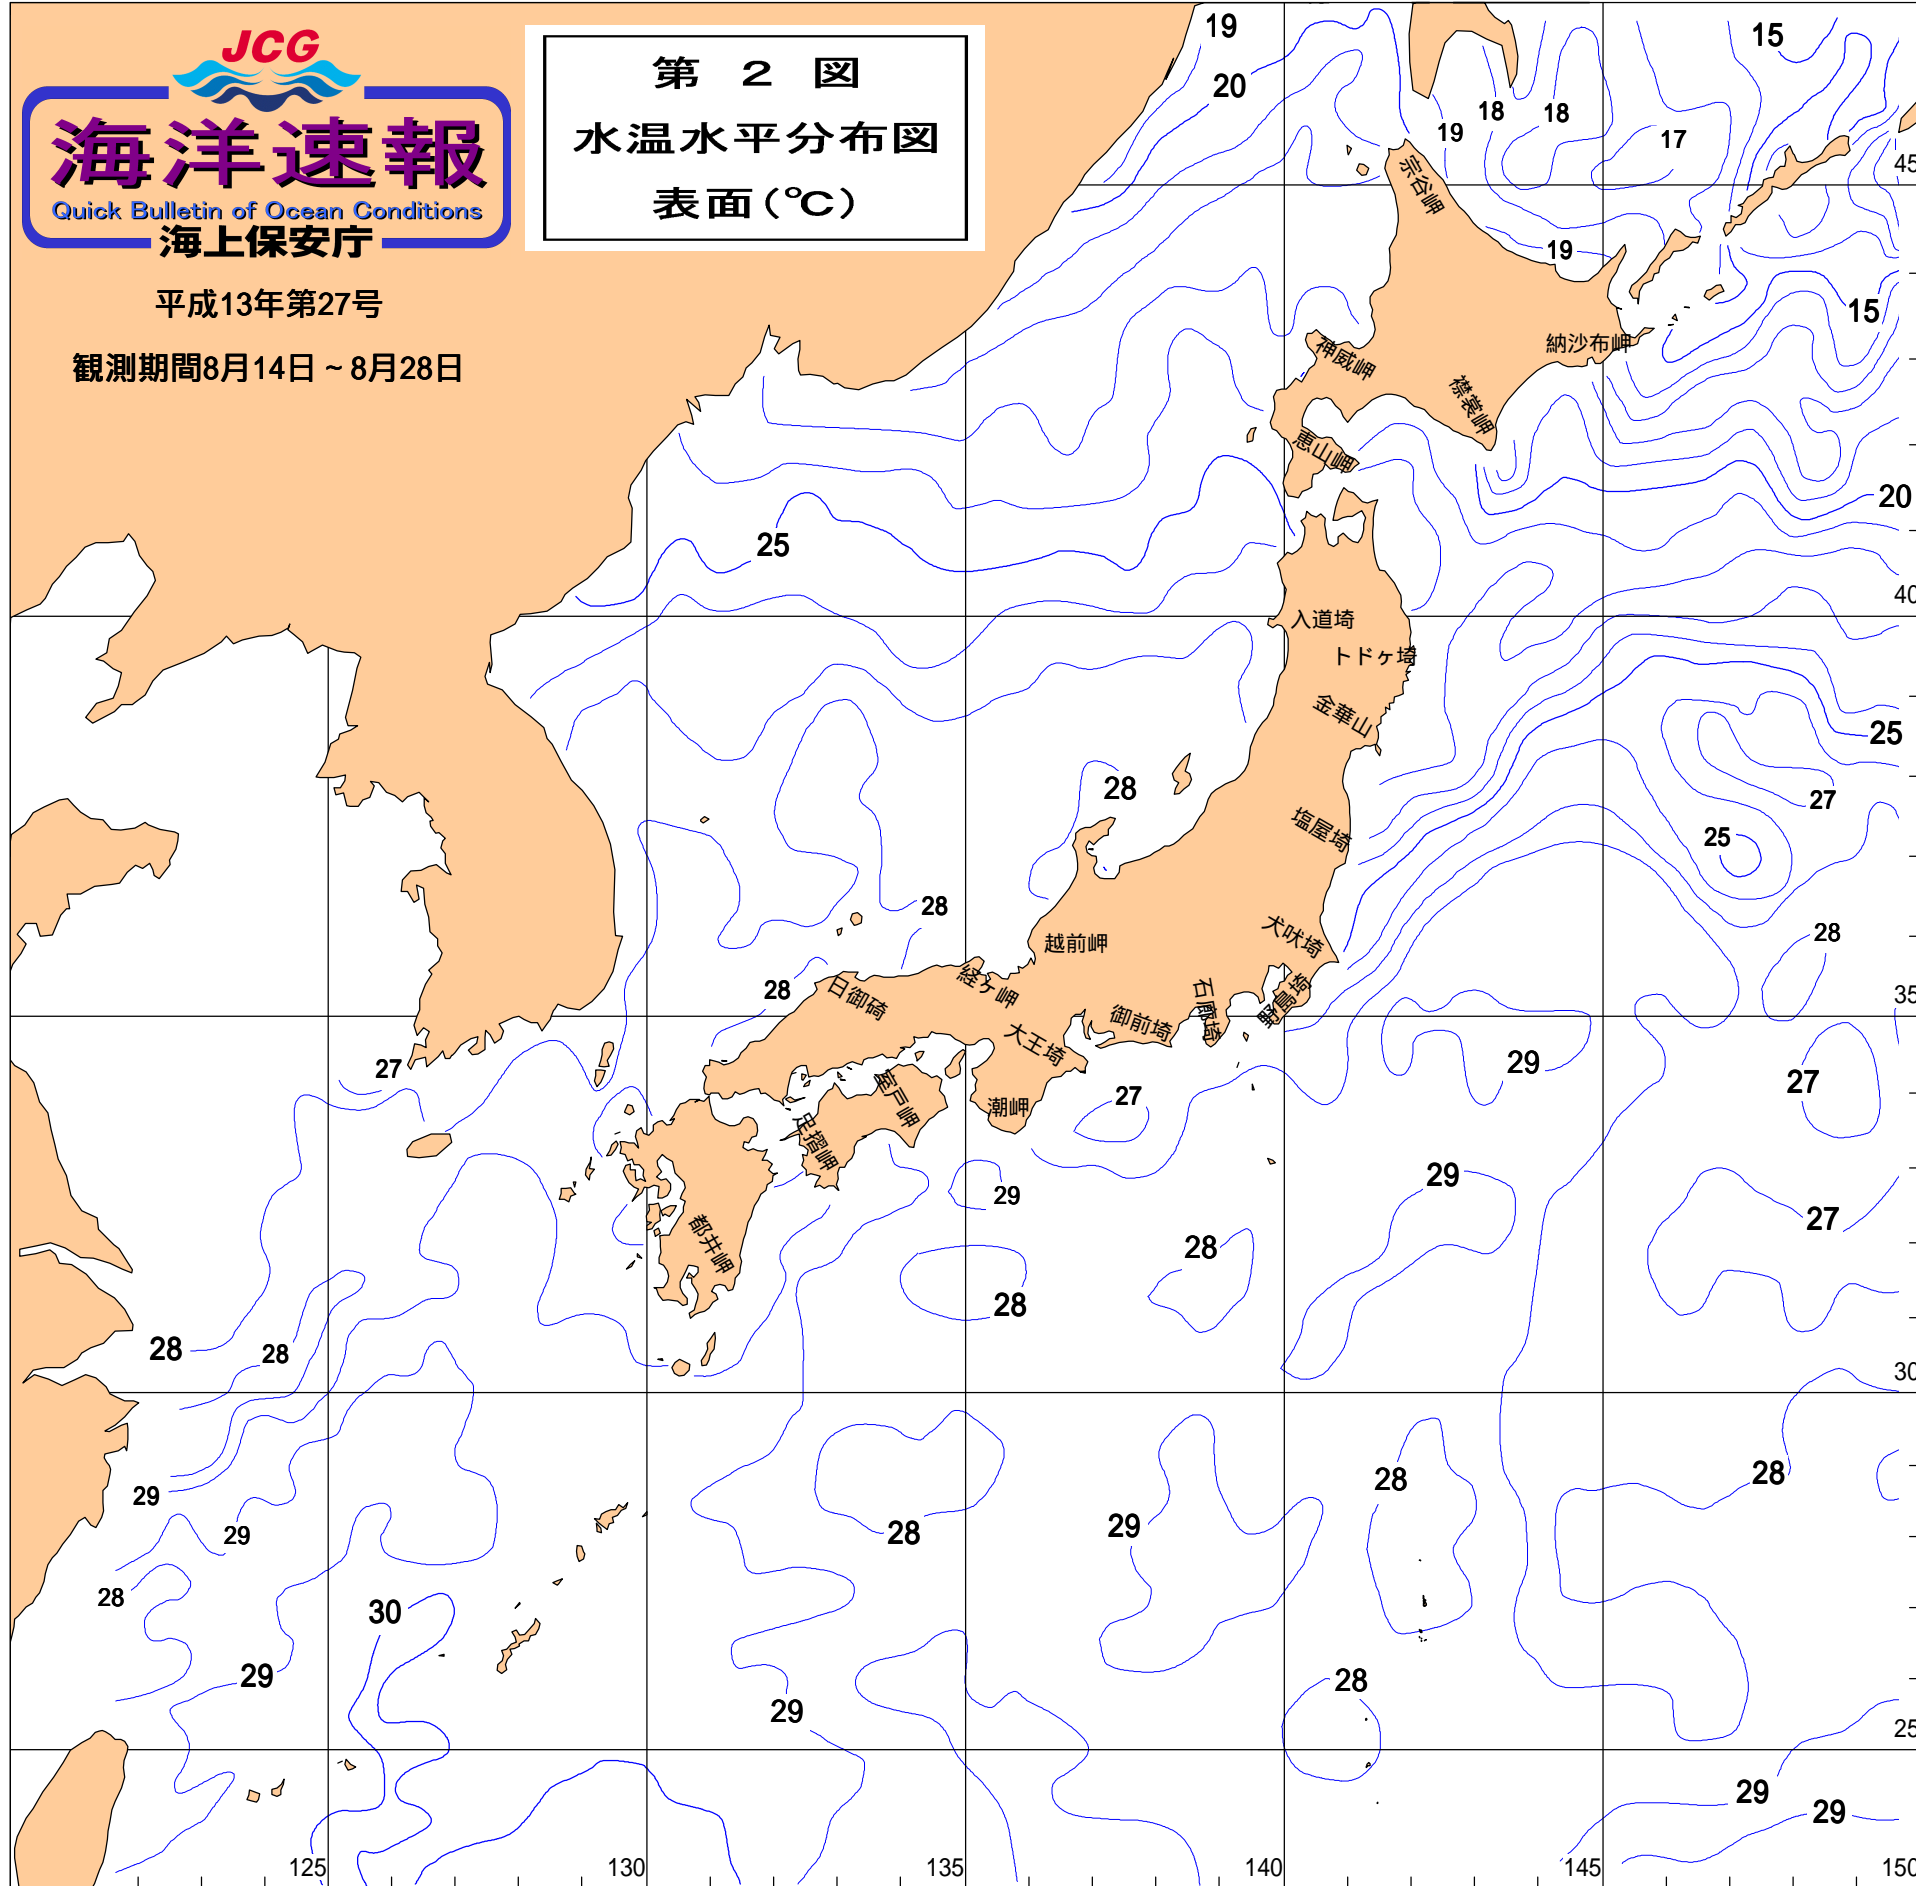 JCG
海洋速報
Quick Bulletin of Ocean Conditions
海上保安庁
平成13年第27号
観測期間8月14日～8月28日
第 2 図
水温水平分布図
表面(℃)
19
20
15
18
18
19
17
45
宗谷岬
19
15
神威岬
納沙布岬
襟裳岬
恵山岬
20
25
40
入道埼
トドヶ埼
金華山
25
28
27
塩屋埼
25
28
犬吠埼
28
越前岬
経ヶ岬
28
日御碕
石廊埼
野島埼
35
御前埼
大王埼
29
27
27
室戸岬
潮岬
27
足摺岬
29
29
27
都井岬
28
28
28
28
30
28
28
29
28
29
29
28
28
30
29
28
29
25
29
29
125
130
135
140
145
150